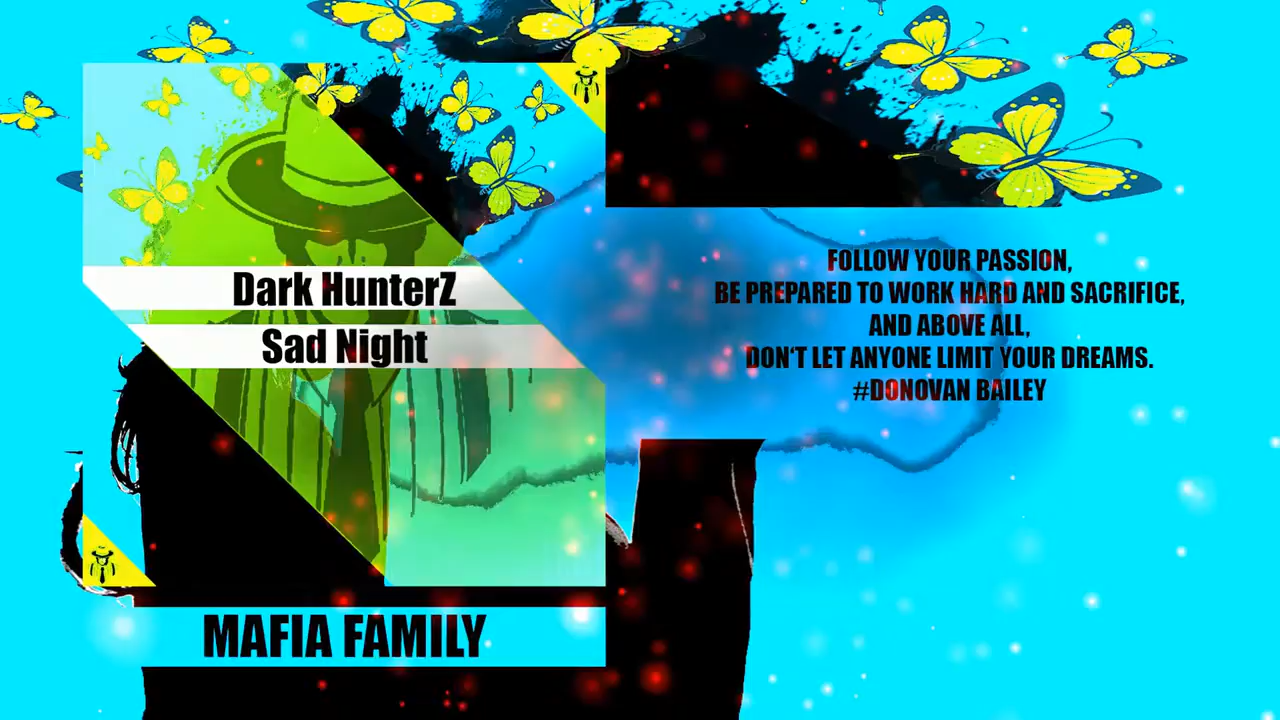 Dark HunterZ
Sad Night
MAFIA FAMILY
FOLLOW YOUR PASSION,
BE PREPARED TO WORK HARD AND SACRIFICE,
AND ABOVE ALL,
DON'T LET ANYONE LIMIT YOUR DREAMS.
#DONOVAN BAILEY